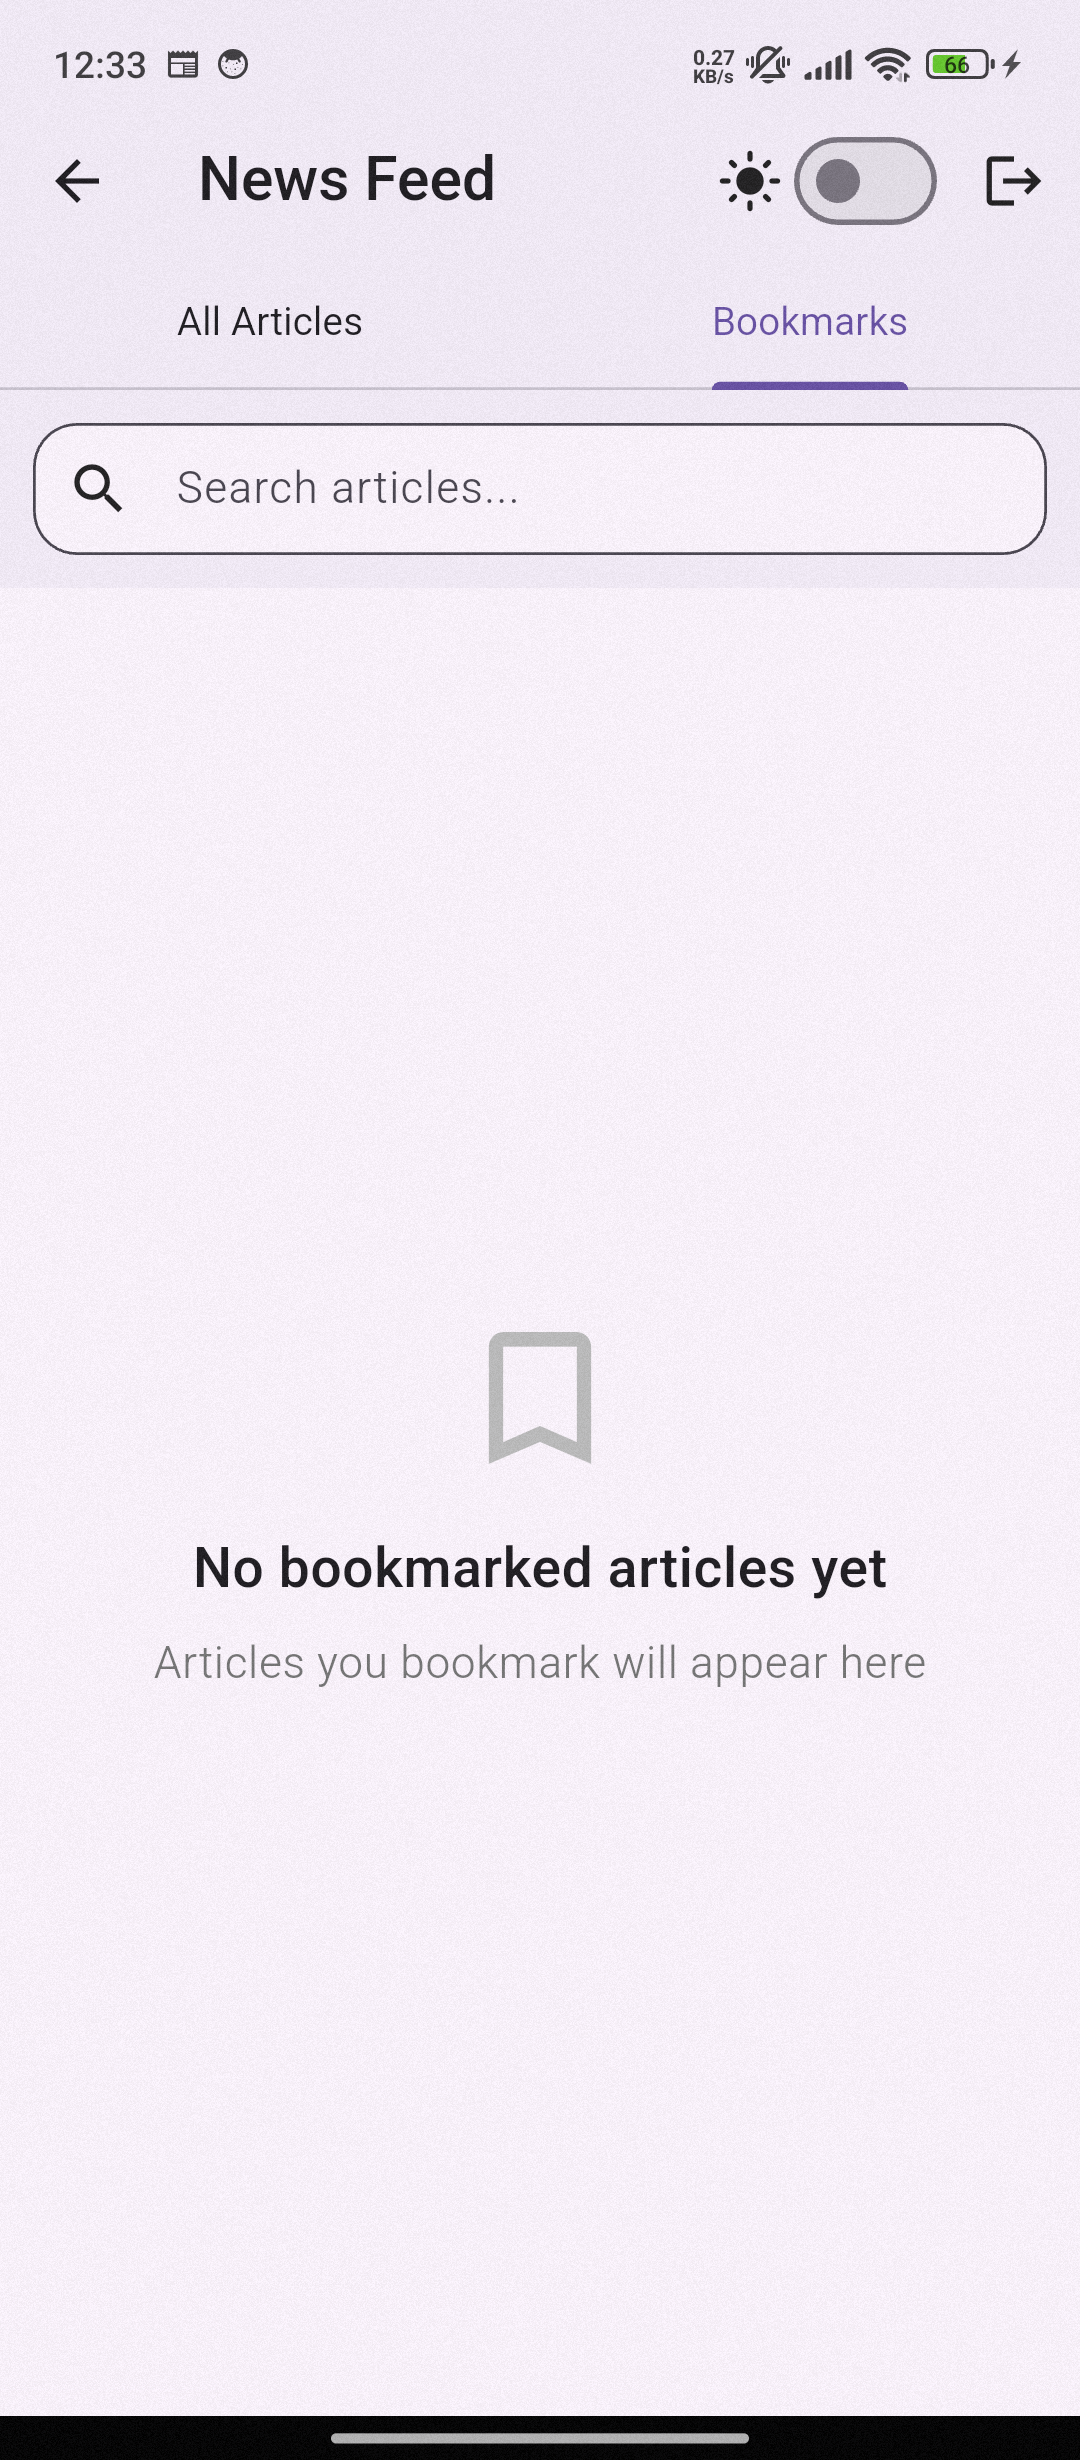 12:33
0.27
KB/s
66
News Feed
All Articles
Bookmarks
Search articles...
No bookmarked articles yet
Articles you bookmark will appear here